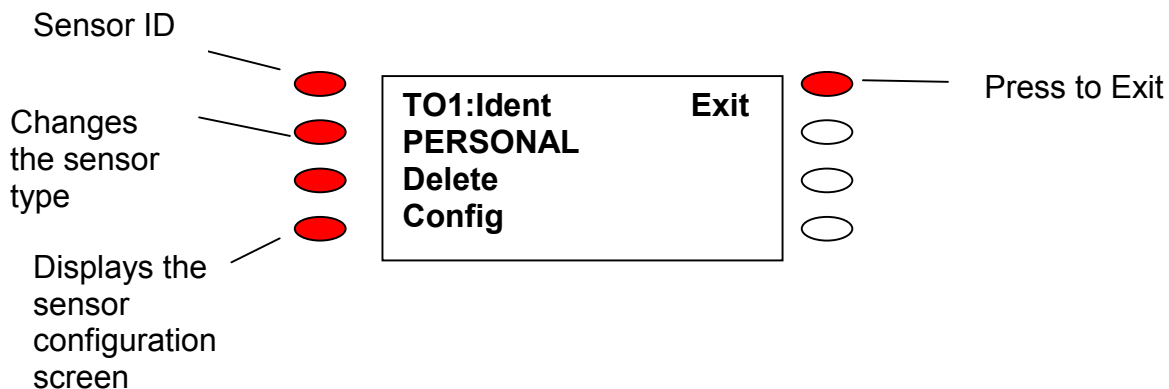 Sensor ID
Changes
the sensor
type
Displays the
sensor
configuration
screen
TO1:Ident Exit
PERSONAL
Delete
Config
Press to Exit